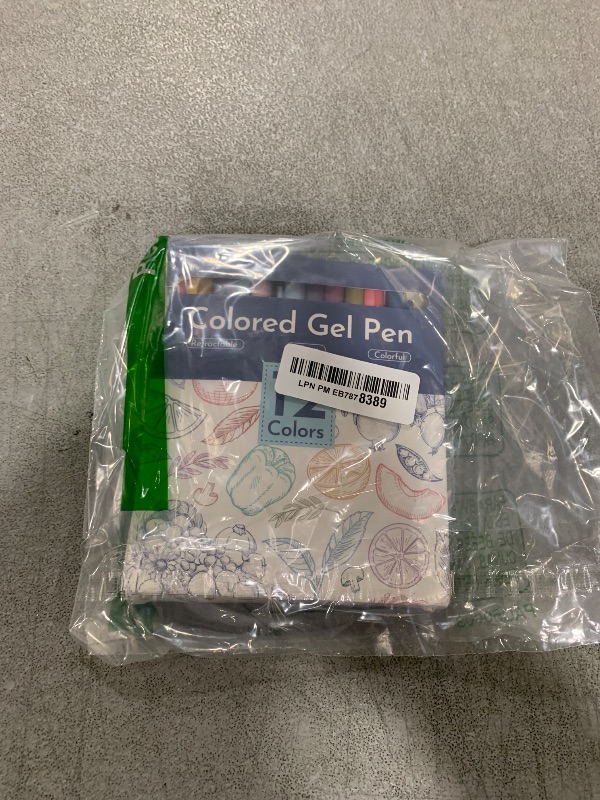 Colored Gel Pen
Retractable
Colorful
LPN PM EB7878389
12
Colors